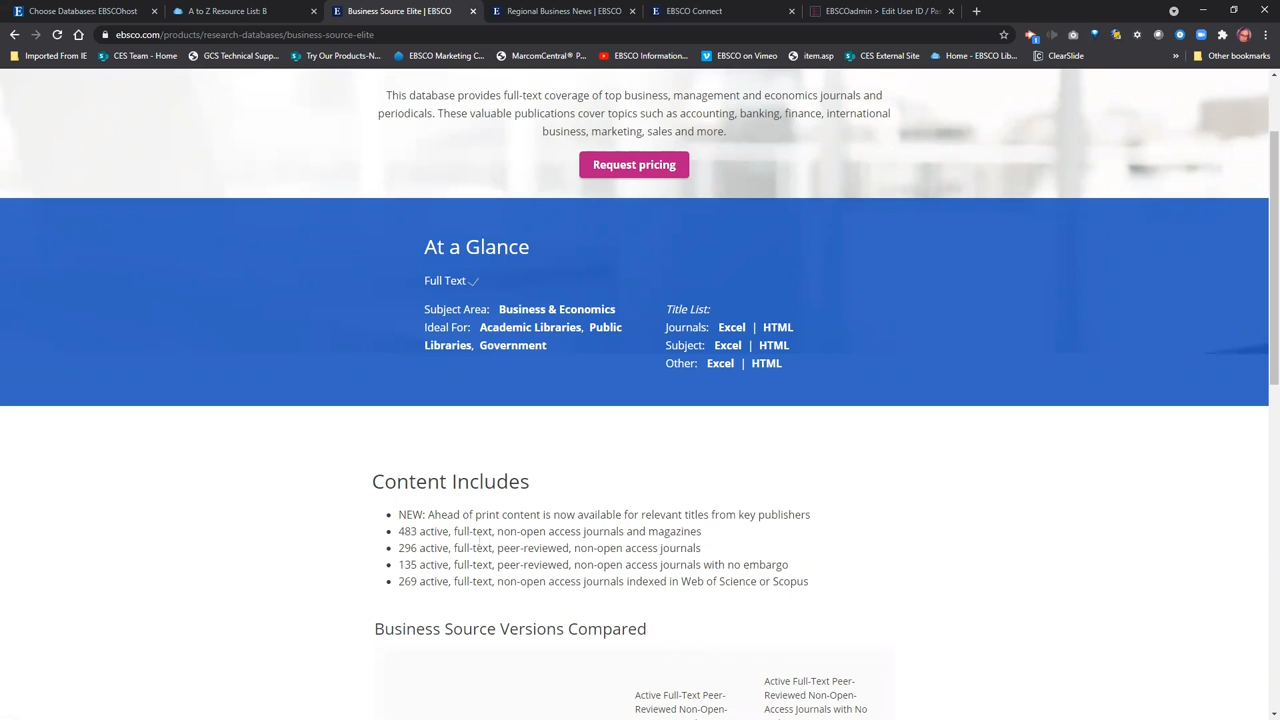 Choose Databases: EBSCOhost
A to Z Resource List: B
Business Source Elite | EBSCO
Regional Business News | EBSCO
EBSCO Connect
EBSCOadmin > Edit User ID / Pa
ebsco.com/products/research-databases/business-source-elite
Imported From IE
CES Team - Home
GCS Technical Supp...
Try Our Products-N...
EBSCO Marketing C...
MarcomCentral® P...
EBSCO Information...
EBSCO on Vimeo
item.asp
CES External Site
Home - EBSCO Lib...
ClearSlide
»
Other bookmarks
This database provides full-text coverage of top business, management and economics journals and
periodicals. These valuable publications cover topics such as accounting, banking, finance, international
business, marketing, sales and more.
Request pricing
At a Glance
Full Text
Subject Area: Business & Economics
Ideal For: Academic Libraries, Public
Libraries, Government
Title List:
Journals: Excel | HTML
Subject: Excel | HTML
Other: Excel | HTML
Content Includes
• NEW: Ahead of print content is now available for relevant titles from key publishers
• 483 active, full-text, non-open access journals and magazines
• 296 active, full-text, peer-reviewed, non-open access journals
• 135 active, full-text, peer-reviewed, non-open access journals with no embargo
• 269 active, full-text, non-open access journals indexed in Web of Science or Scopus
Business Source Versions Compared
Active Full-Text Peer-
Reviewed Non-Open-
Active Full-Text Peer-
Reviewed Non-Open-
Access Journals with No